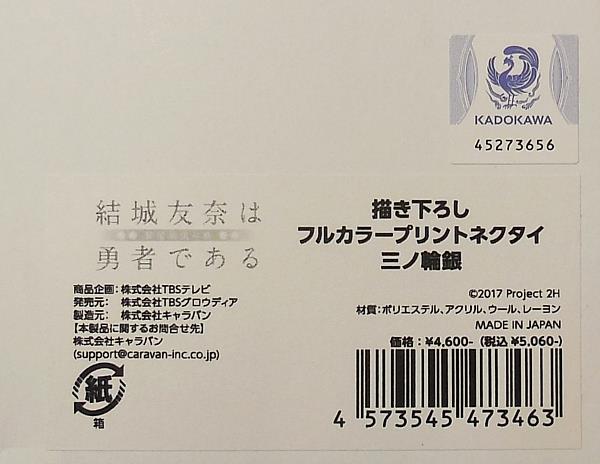 KADOKAWA
45273656
結城友奈は
勇者である
描き下ろし
フルカラープリントネクタイ
三ノ輪銀
商品企画：株式会社TBSテレビ
発売元： 株式会社TBSグロウディア
製造元： 株式会社キャラバン
【本製品に関するお問合せ先】
株式会社キャラバン
(support@caravan-inc.co.jp)
紙
箱
©2017 Project 2H
材質：ポリエステル、アクリル、ウール、レーヨン
MADE IN JAPAN
価格：¥4,600-（税込 ¥5,060-）
4 573545 473463